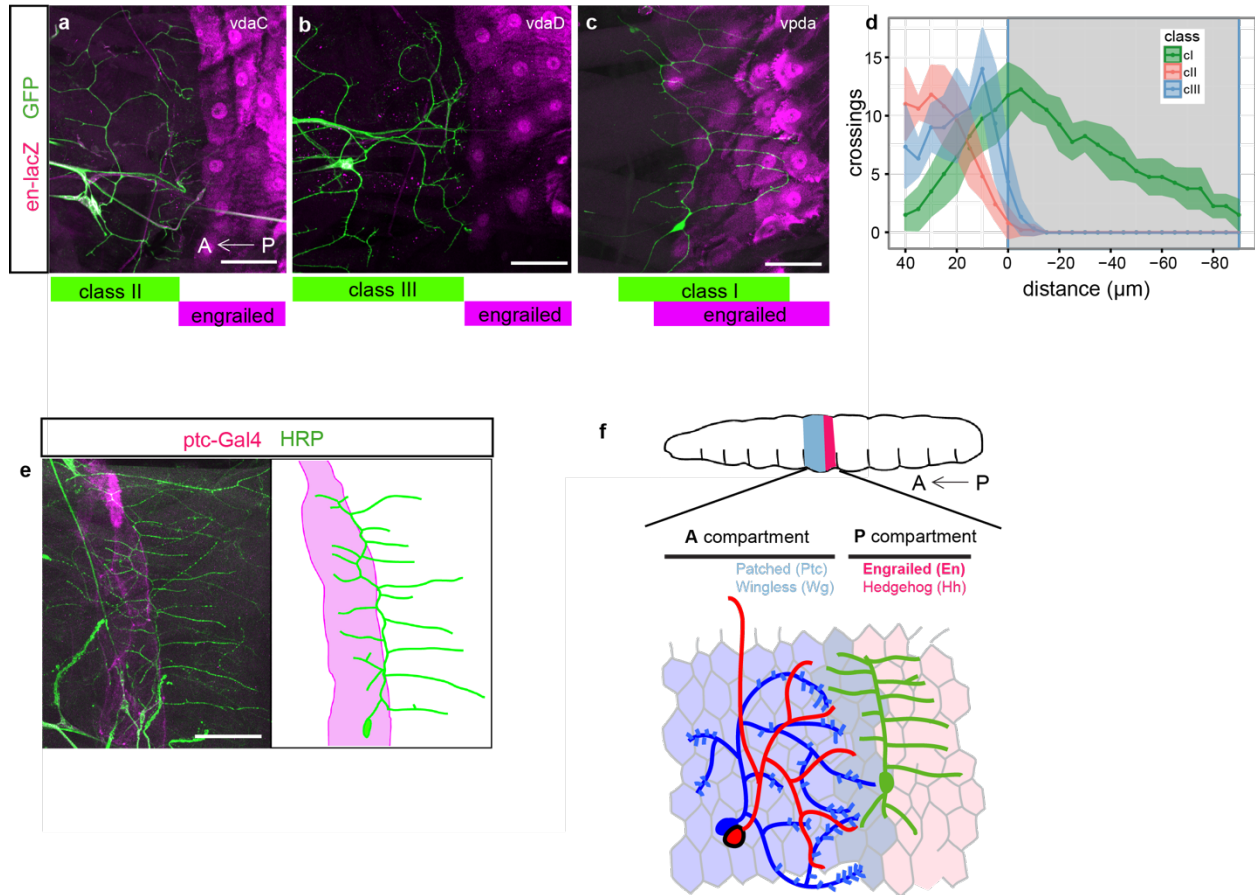 en-lacZ GFP
a
vdaC
A ← P
b
vdaD
c
vpda
class II
engrailed
class III
engrailed
class I
engrailed
d
class
cI
cII
cIII
crossings
15
10
5
0
40 20 0 −20 −40 −60 −80
distance (µm)
ptc-Gal4 HRP
e
f
A ← P
A compartment
P compartment
Patched (Ptc)
Wingless (Wg)
Engrailed (En)
Hedgehog (Hh)